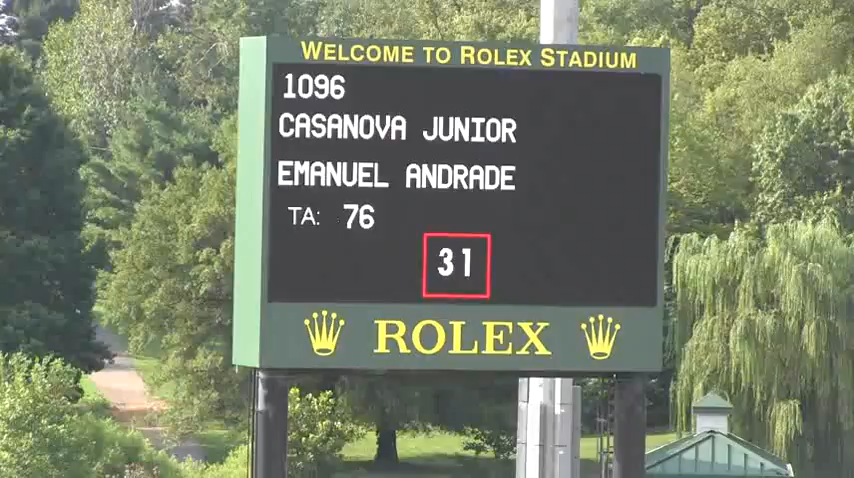 WELCOME TO ROLEX STADIUM
1096
CASANOVA JUNIOR
EMANUEL ANDRADE
TA: 76
31
ROLEX